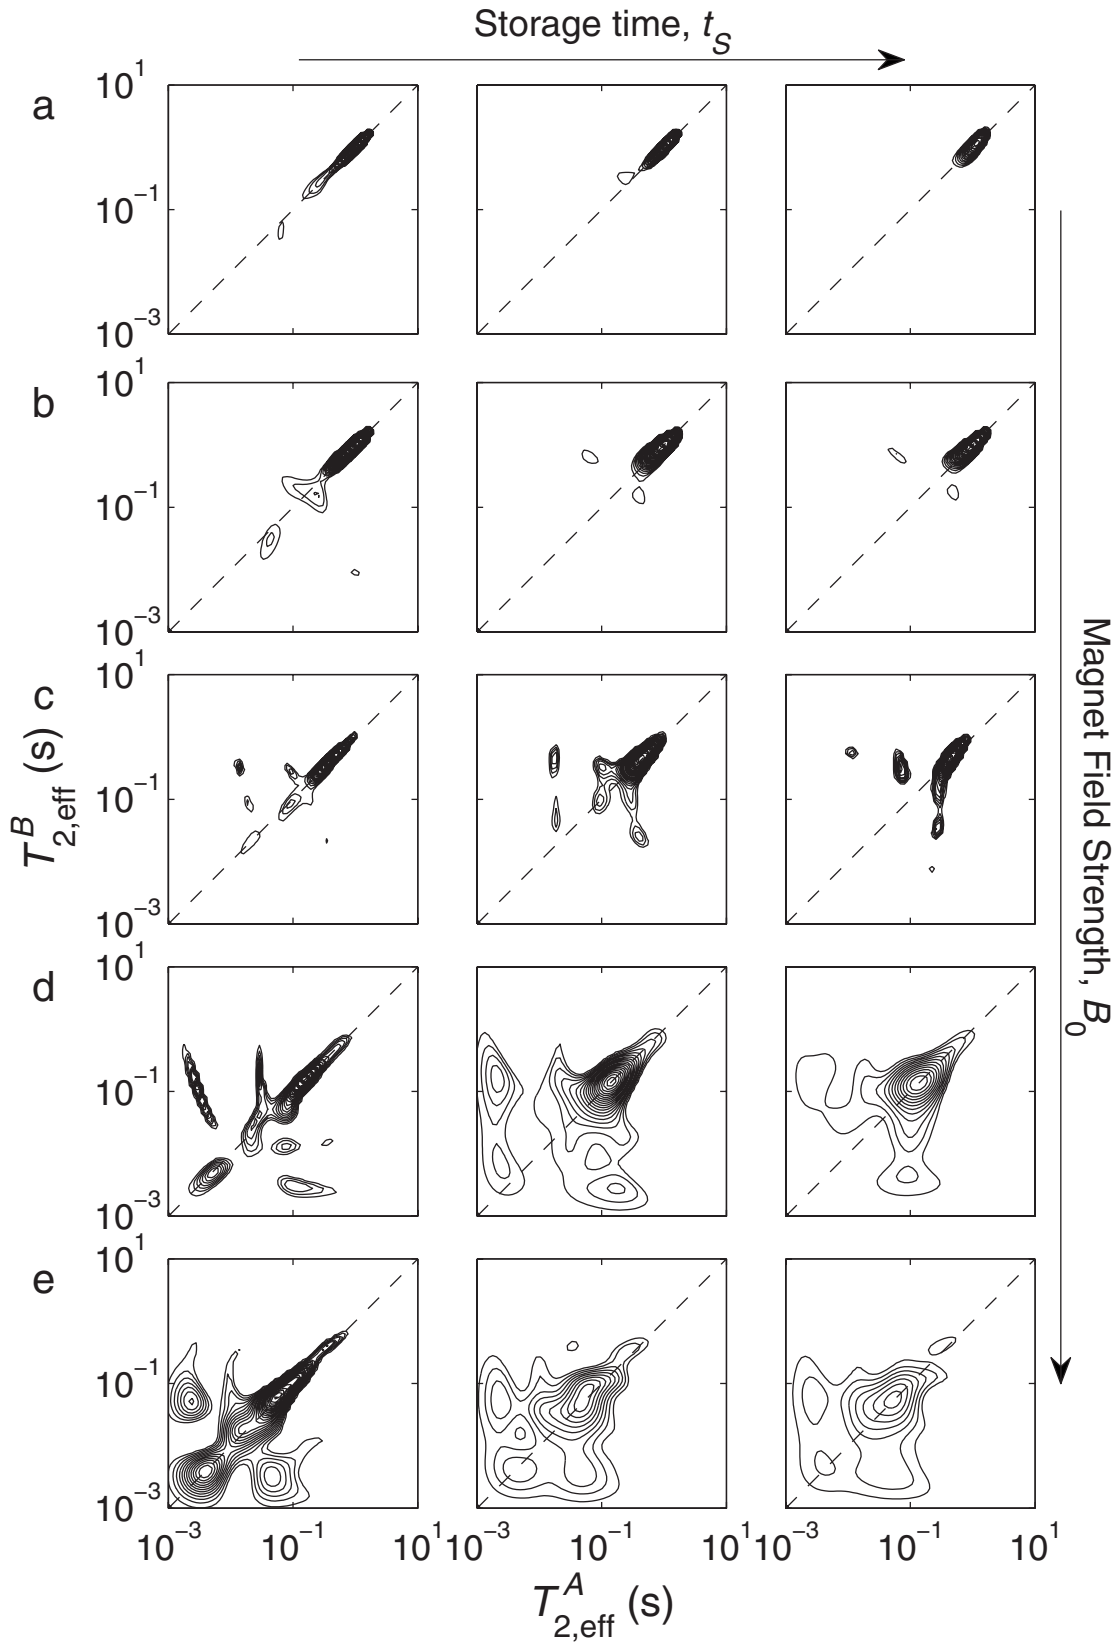 Storage time, t_S
a
10^1
10^−1
10^−3
b
10^1
10^−1
10^−3
c
10^1
10^−1
10^−3
d
10^1
10^−1
10^−3
e
10^1
10^−1
10^−3
10^−3 10^−1 10^1 10^−3 10^−1 10^1 10^−3 10^−1 10^1
T^A_2,eff (s)
T^B_2,eff (s)
Magnet Field Strength, B_0